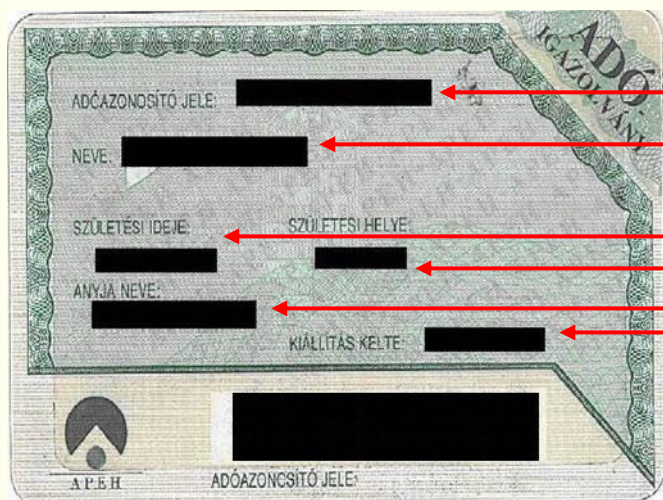 ADÓ-
IGAZOLVÁNY
ADÓAZONOSÍTÓ JELE:
NEVE:
SZÜLETÉSI IDEJE: SZÜLETÉSI HELYE:
ANYJA NEVE:
KIÁLLÍTÁS KELTE:
APEH
ADÓAZONOSÍTÓ JELE: